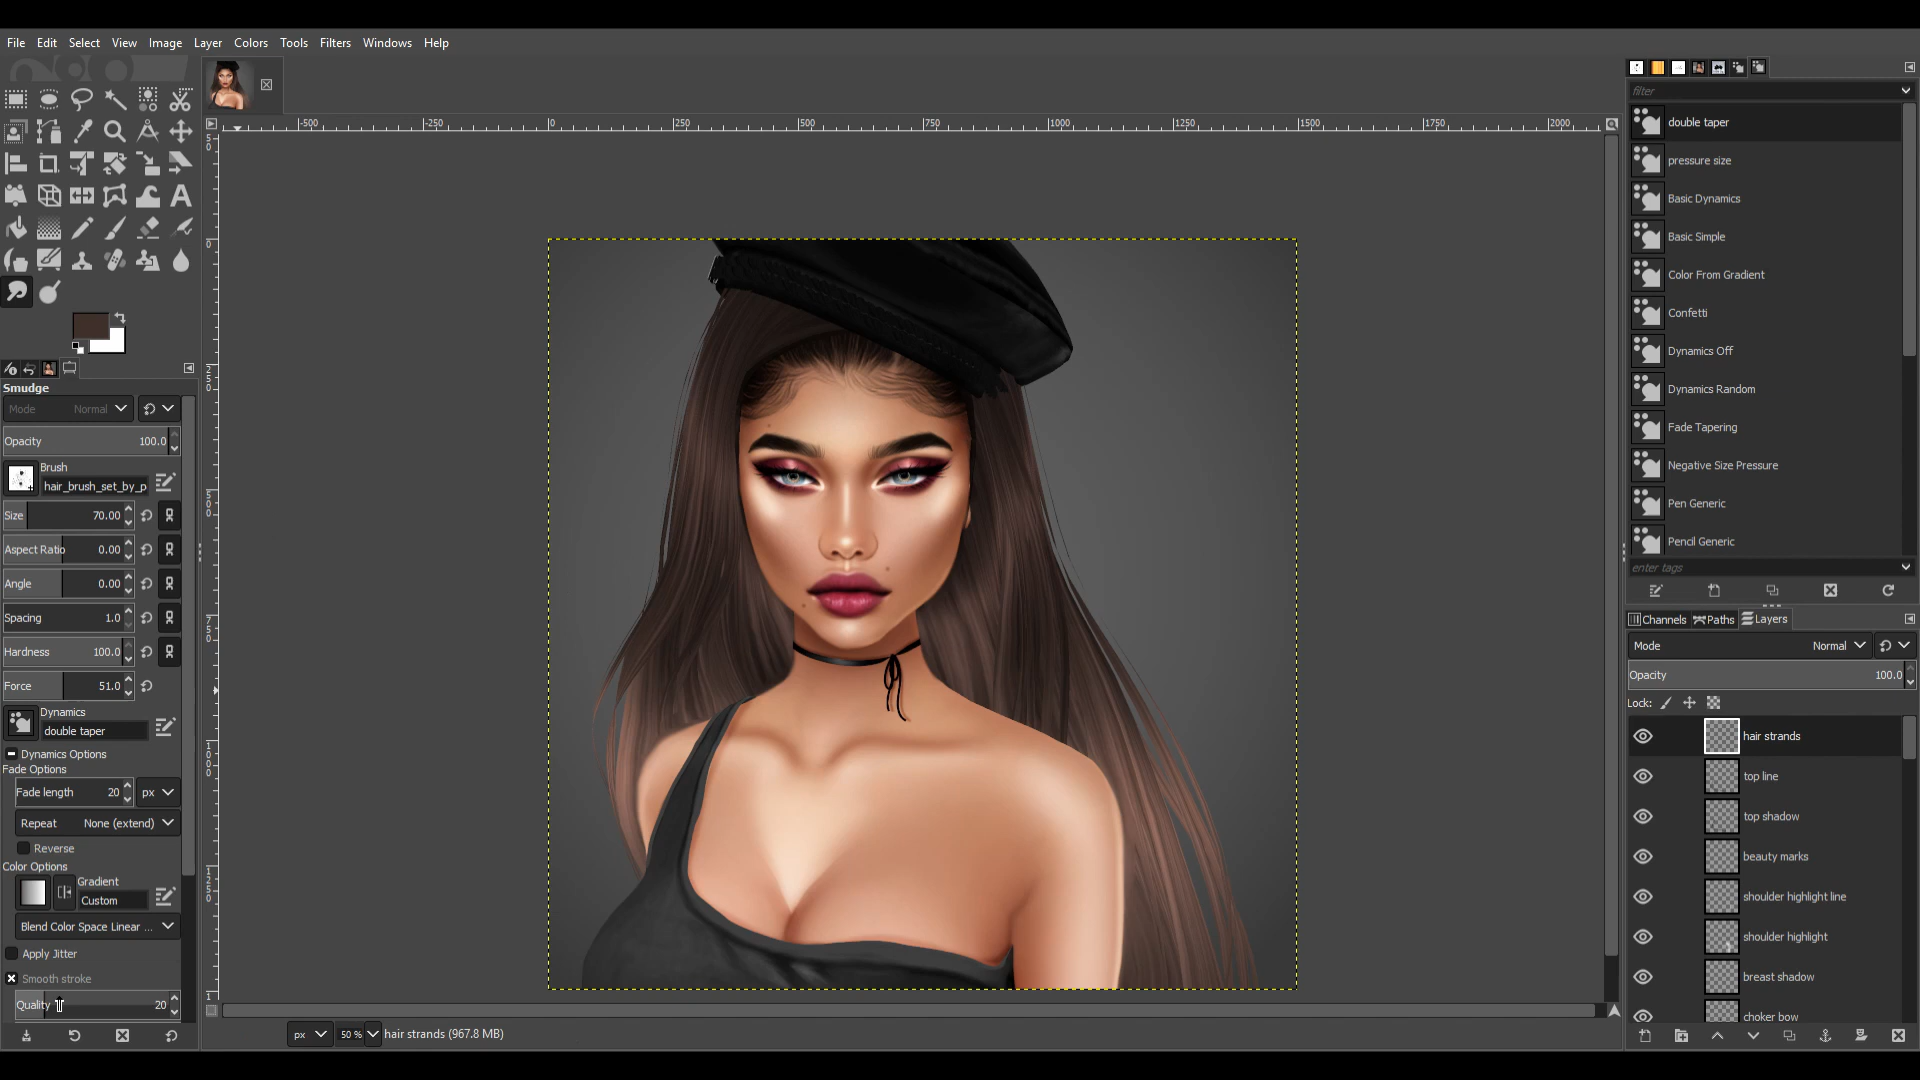 File Edit Select View Image Layer Colors Tools Filters Windows Help
-500 -250 0 250 500 750 1000 1250 1500 1750 2000
filter
double taper
pressure size
Basic Dynamics
Basic Simple
Color From Gradient
Confetti
Dynamics Off
Dynamics Random
Fade Tapering
Negative Size Pressure
Pen Generic
Pencil Generic
enter tags
Smudge
Mode Normal
Opacity 100.0
Brush
hair_brush_set_by_p
Size 70.00
Aspect Ratio 0.00
Angle 0.00
Spacing 1.0
Hardness 100.0
Force 51.0
Dynamics
double taper
Dynamics Options
Fade Options
Fade length 20 px
Repeat None (extend)
Reverse
Color Options
Gradient
Custom
Blend Color Space Linear ...
Apply Jitter
Smooth stroke
Quality 20
0
250
500
750
1000
1250
px 50 % hair strands (967.8 MB)
Channels Paths Layers
Mode Normal
Opacity 100.0
Lock:
hair strands
top line
top shadow
beauty marks
shoulder highlight line
shoulder highlight
breast shadow
choker bow